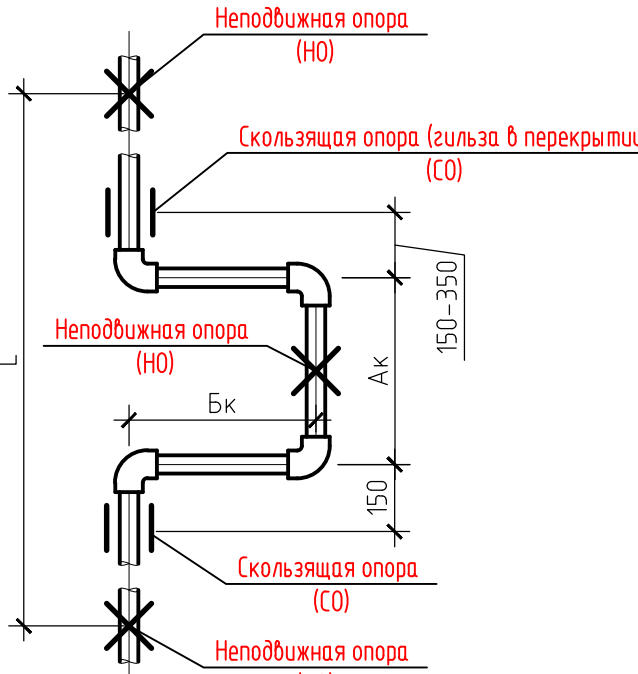 Неподвижная опора
(НО)
Скользящая опора (гильза в перекрытии
(СО)
150-350
Неподвижная опора
(НО)
L
Ак
Бк
150
Скользящая опора
(СО)
Неподвижная опора